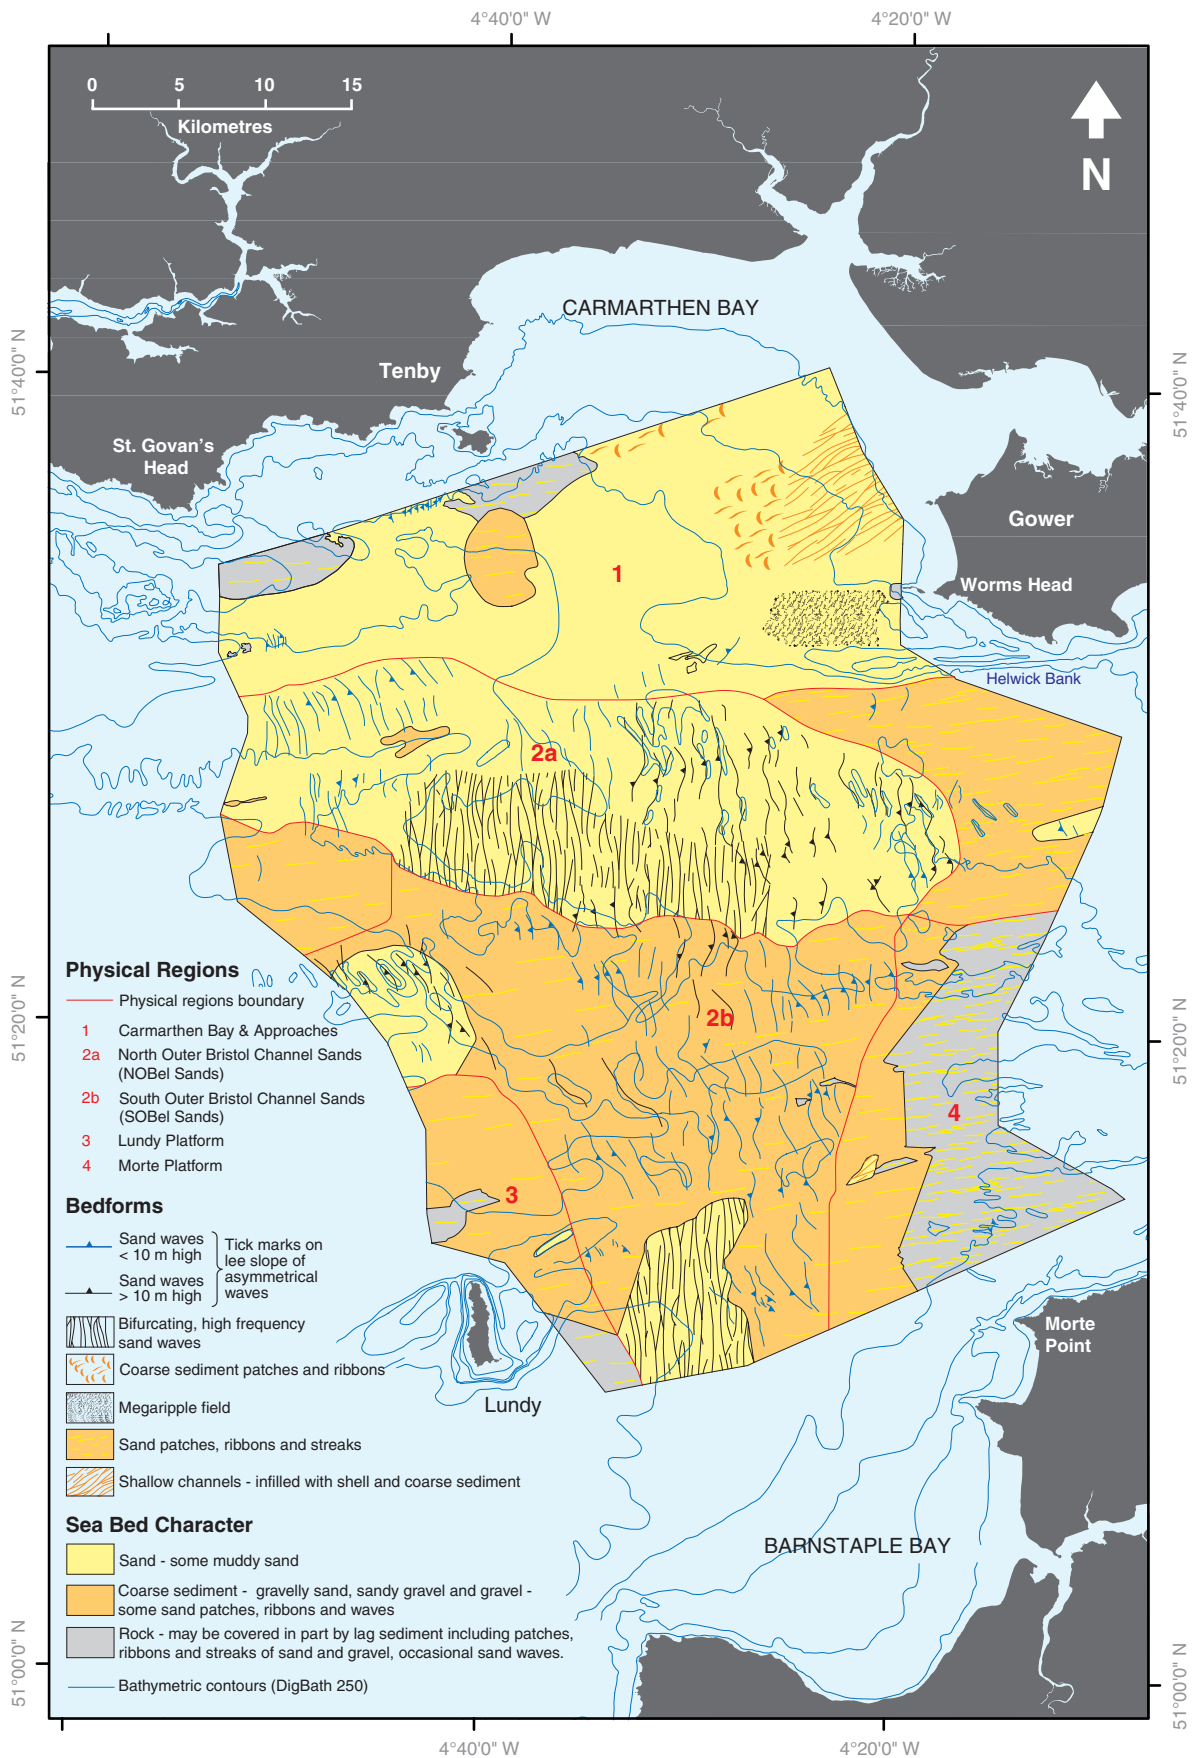 4°40'0" W
4°20'0" W
0 5 10 15
Kilometres
N
CARMARTHEN BAY
51°40'0" N
51°40'0" N
Tenby
St. Govan's
Head
Gower
1
Worms Head
Helwick Bank
2a
Physical Regions
Physical regions boundary
1 Carmarthen Bay & Approaches
2a North Outer Bristol Channel Sands
(NOBel Sands)
2b South Outer Bristol Channel Sands
(SOBel Sands)
3 Lundy Platform
4 Morte Platform
51°20'0" N
51°20'0" N
2b
4
3
Bedforms
Sand waves
< 10 m high
Sand waves
> 10 m high
Tick marks on
lee slope of
asymmetrical
waves
Bifurcating, high frequency
sand waves
Coarse sediment patches and ribbons
Megaripple field
Sand patches, ribbons and streaks
Shallow channels - infilled with shell and coarse sediment
Morte
Point
Lundy
Sea Bed Character
Sand - some muddy sand
Coarse sediment - gravelly sand, sandy gravel and gravel -
some sand patches, ribbons and waves
Rock - may be covered in part by lag sediment including patches,
ribbons and streaks of sand and gravel, occasional sand waves.
Bathymetric contours (DigBath 250)
BARNSTAPLE BAY
51°00'0" N
51°00'0" N
4°40'0" W
4°20'0" W